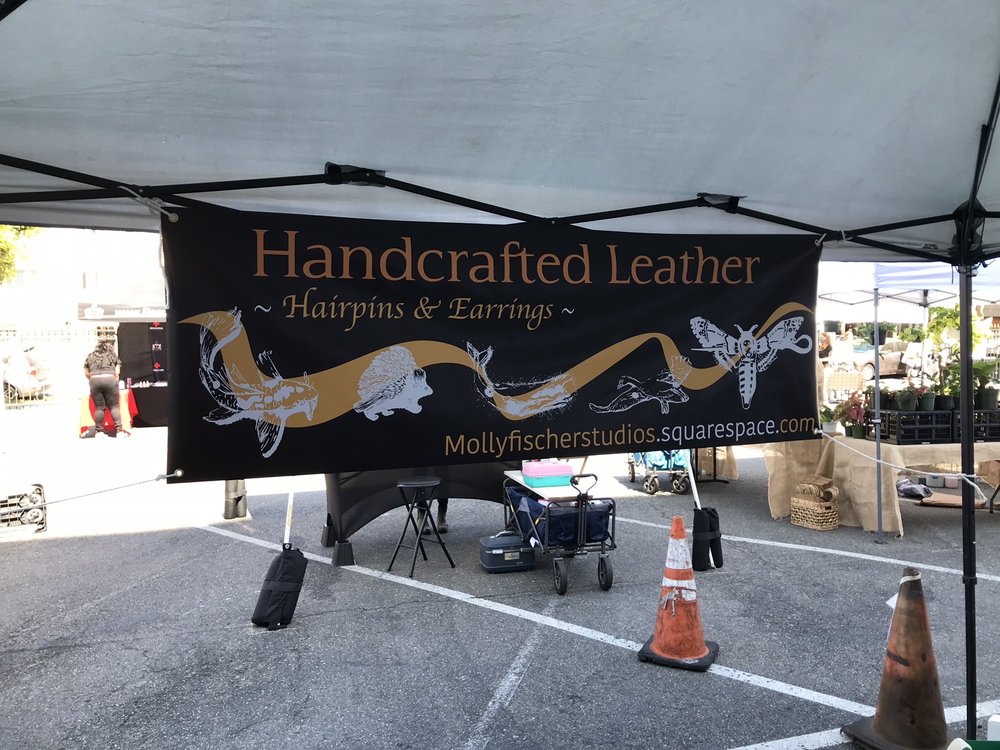 Handcrafted Leather
~ Hairpins & Earrings ~
Mollyfischerstudios.squarespace.com